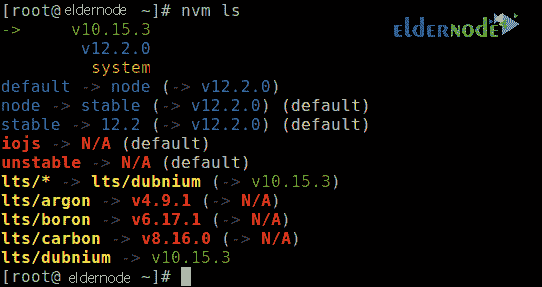 [root@ eldernode ~]# nvm ls
ELDERNODE
->      v10.15.3
        v12.2.0
         system
default -> node (-> v12.2.0)
node -> stable (-> v12.2.0) (default)
stable -> 12.2 (-> v12.2.0) (default)
iojs -> N/A (default)
unstable -> N/A (default)
lts/* -> lts/dubnium (-> v10.15.3)
lts/argon -> v4.9.1 (-> N/A)
lts/boron -> v6.17.1 (-> N/A)
lts/carbon -> v8.16.0 (-> N/A)
lts/dubnium -> v10.15.3
[root@ eldernode ~]#